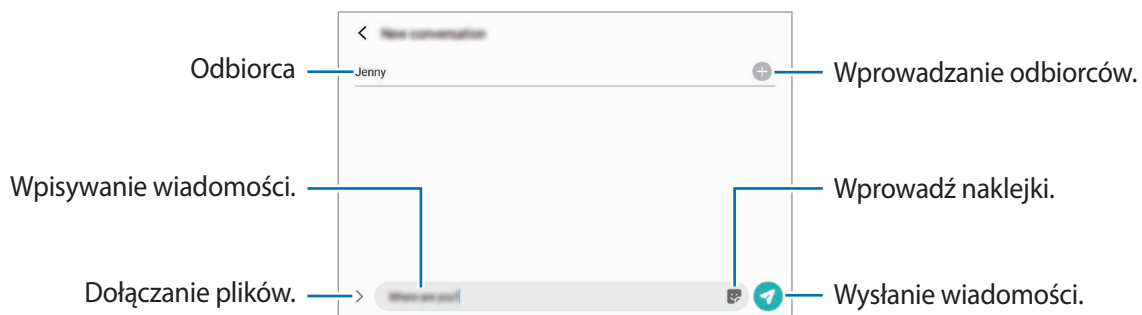 New conversation
Odbiorca
Jenny
Wprowadzanie odbiorców.
Wpisywanie wiadomości.
Wprowadź naklejki.
Dołączanie plików.
Where are you?
Wysłanie wiadomości.